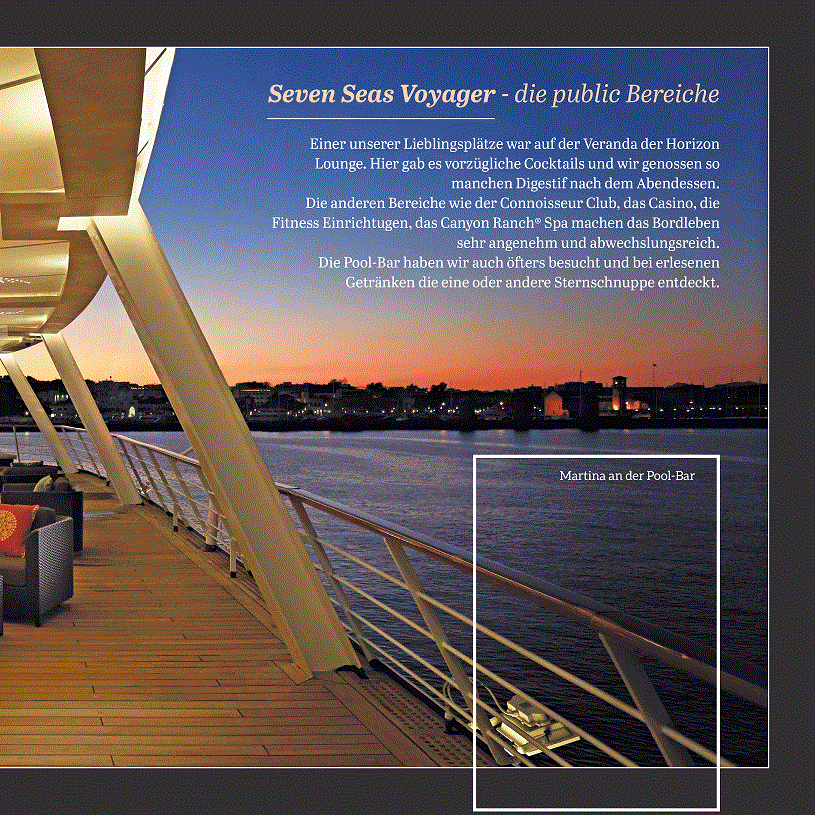 Seven Seas Voyager - die public Bereiche
Einer unserer Lieblingsplätze war auf der Veranda der Horizon
Lounge. Hier gab es vorzügliche Cocktails und wir genossen so
manchen Digestif nach dem Abendessen.
Die anderen Bereiche wie der Connoisseur Club, das Casino, die
Fitness Einrichtugen, das Canyon Ranch® Spa machen das Bordleben
sehr angenehm und abwechslungsreich.
Die Pool-Bar haben wir auch öfters besucht und bei erlesenen
Getränken die eine oder andere Sternschnuppe entdeckt.
Martina an der Pool-Bar